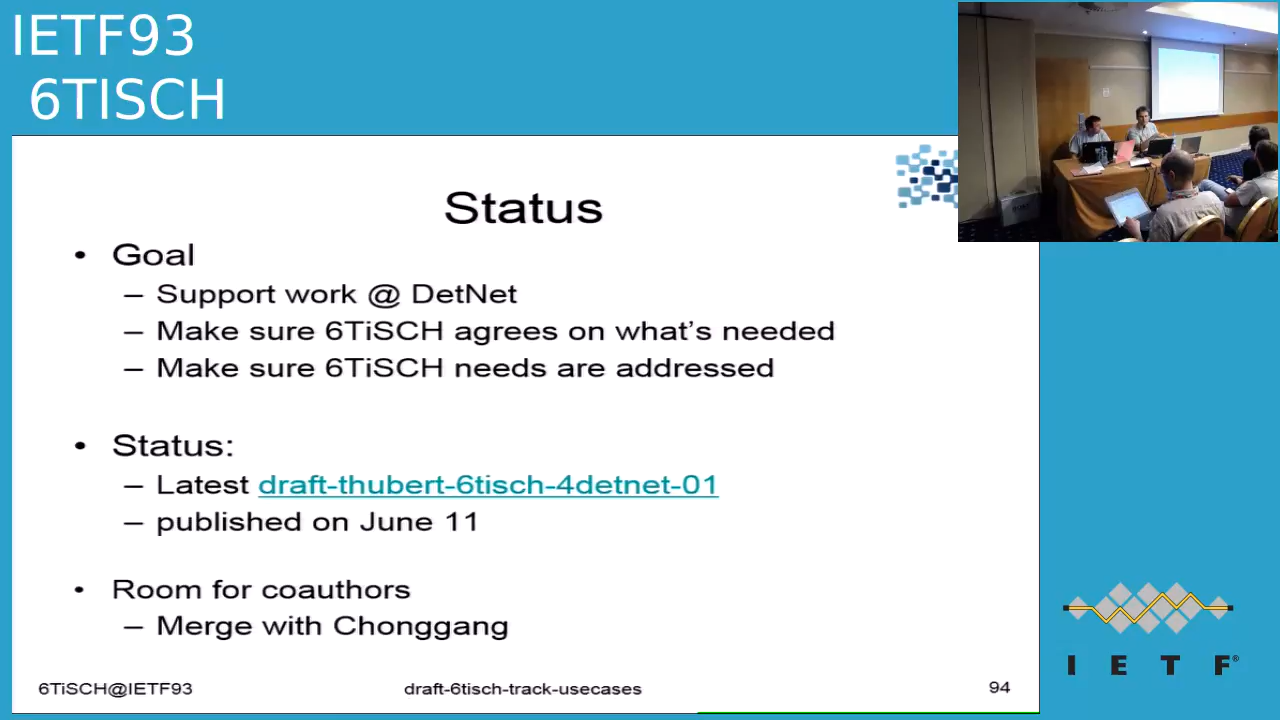 IETF93
6TISCH
Status
• Goal
– Support work @ DetNet
– Make sure 6TiSCH agrees on what's needed
– Make sure 6TiSCH needs are addressed
• Status:
– Latest draft-thubert-6tisch-4detnet-01
– published on June 11
• Room for coauthors
– Merge with Chonggang
6TiSCH@IETF93
draft-6tisch-track-usecases
94
I E T F®